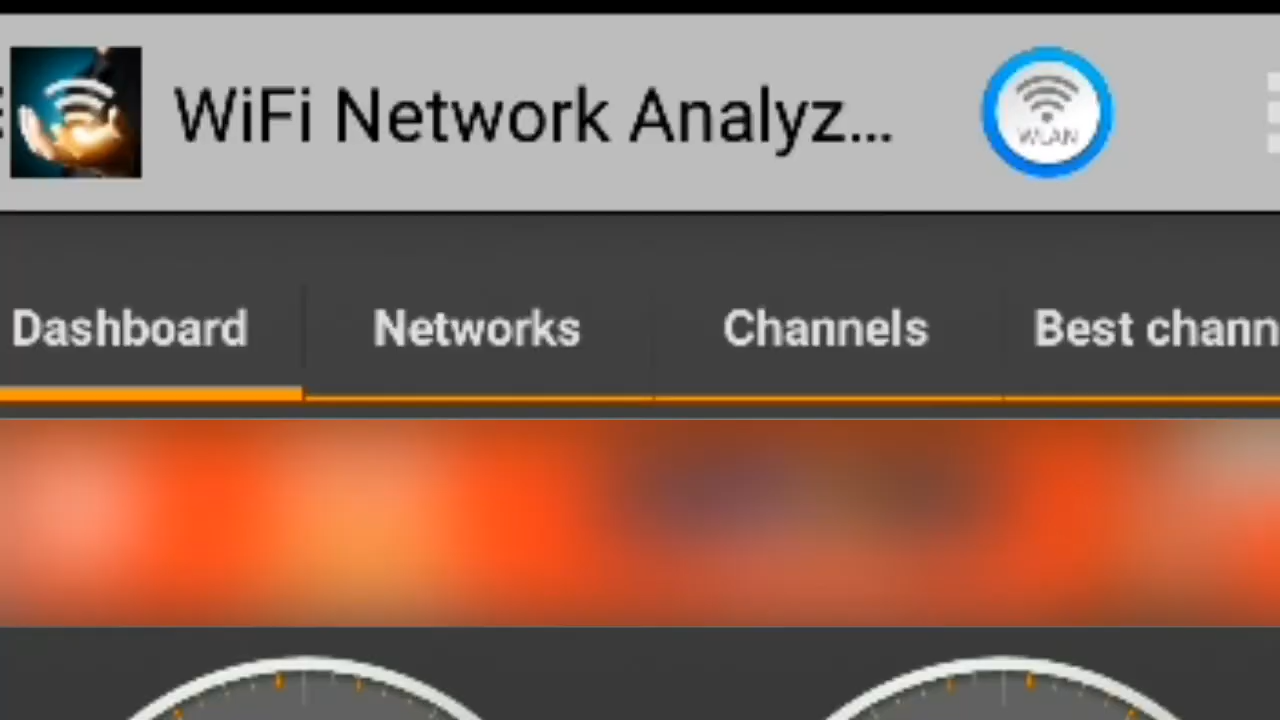 WiFi Network Analyz...
WLAN
Dashboard
Networks
Channels
Best chann